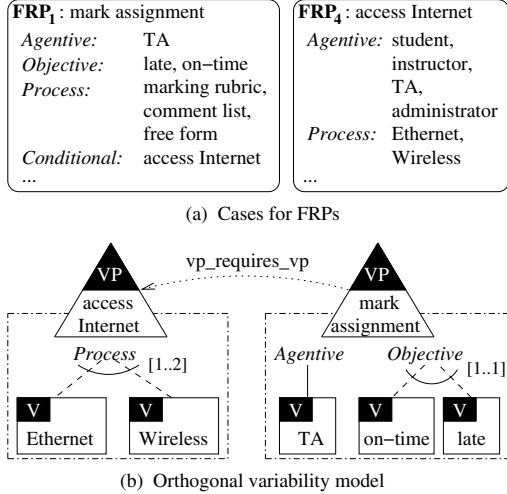 FRP1 : mark assignment
Agentive: TA
Objective: late, on−time
Process: marking rubric,
comment list,
free form
Conditional: access Internet
...
FRP4 : access Internet
Agentive: student,
instructor,
TA,
administrator
Process: Ethernet,
Wireless
...
(a) Cases for FRPs
VP
access
Internet
vp_requires_vp
VP
mark
assignment
Process
[1..2]
V
Ethernet
V
Wireless
Agentive
Objective
[1..1]
V
TA
V
on−time
V
late
(b) Orthogonal variability model